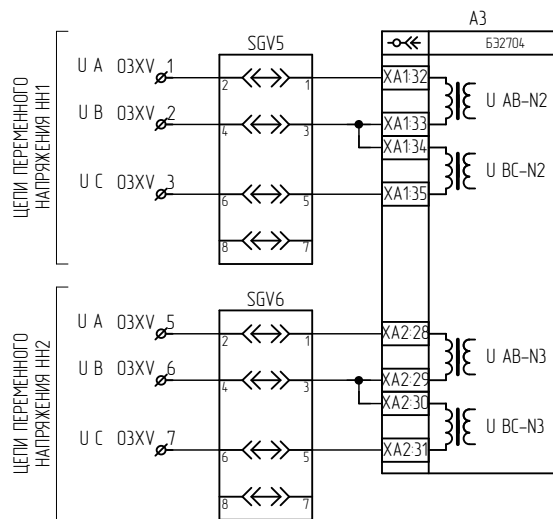 A3
SGV5
Б32704
ЦЕПИ ПЕРЕМЕННОГО
НАПРЯЖЕНИЯ НН1
U A 03XV 1
2 1
XA1:32
U AB-N2
U B 03XV 2
4 3
XA1:33
XA1:34
U BC-N2
U C 03XV 3
6 5
XA1:35
8 7
SGV6
ЦЕПИ ПЕРЕМЕННОГО
НАПРЯЖЕНИЯ НН2
U A 03XV 5
2 1
XA2:28
U AB-N3
U B 03XV 6
4 3
XA2:29
XA2:30
U BC-N3
U C 03XV 7
6 5
XA2:31
8 7